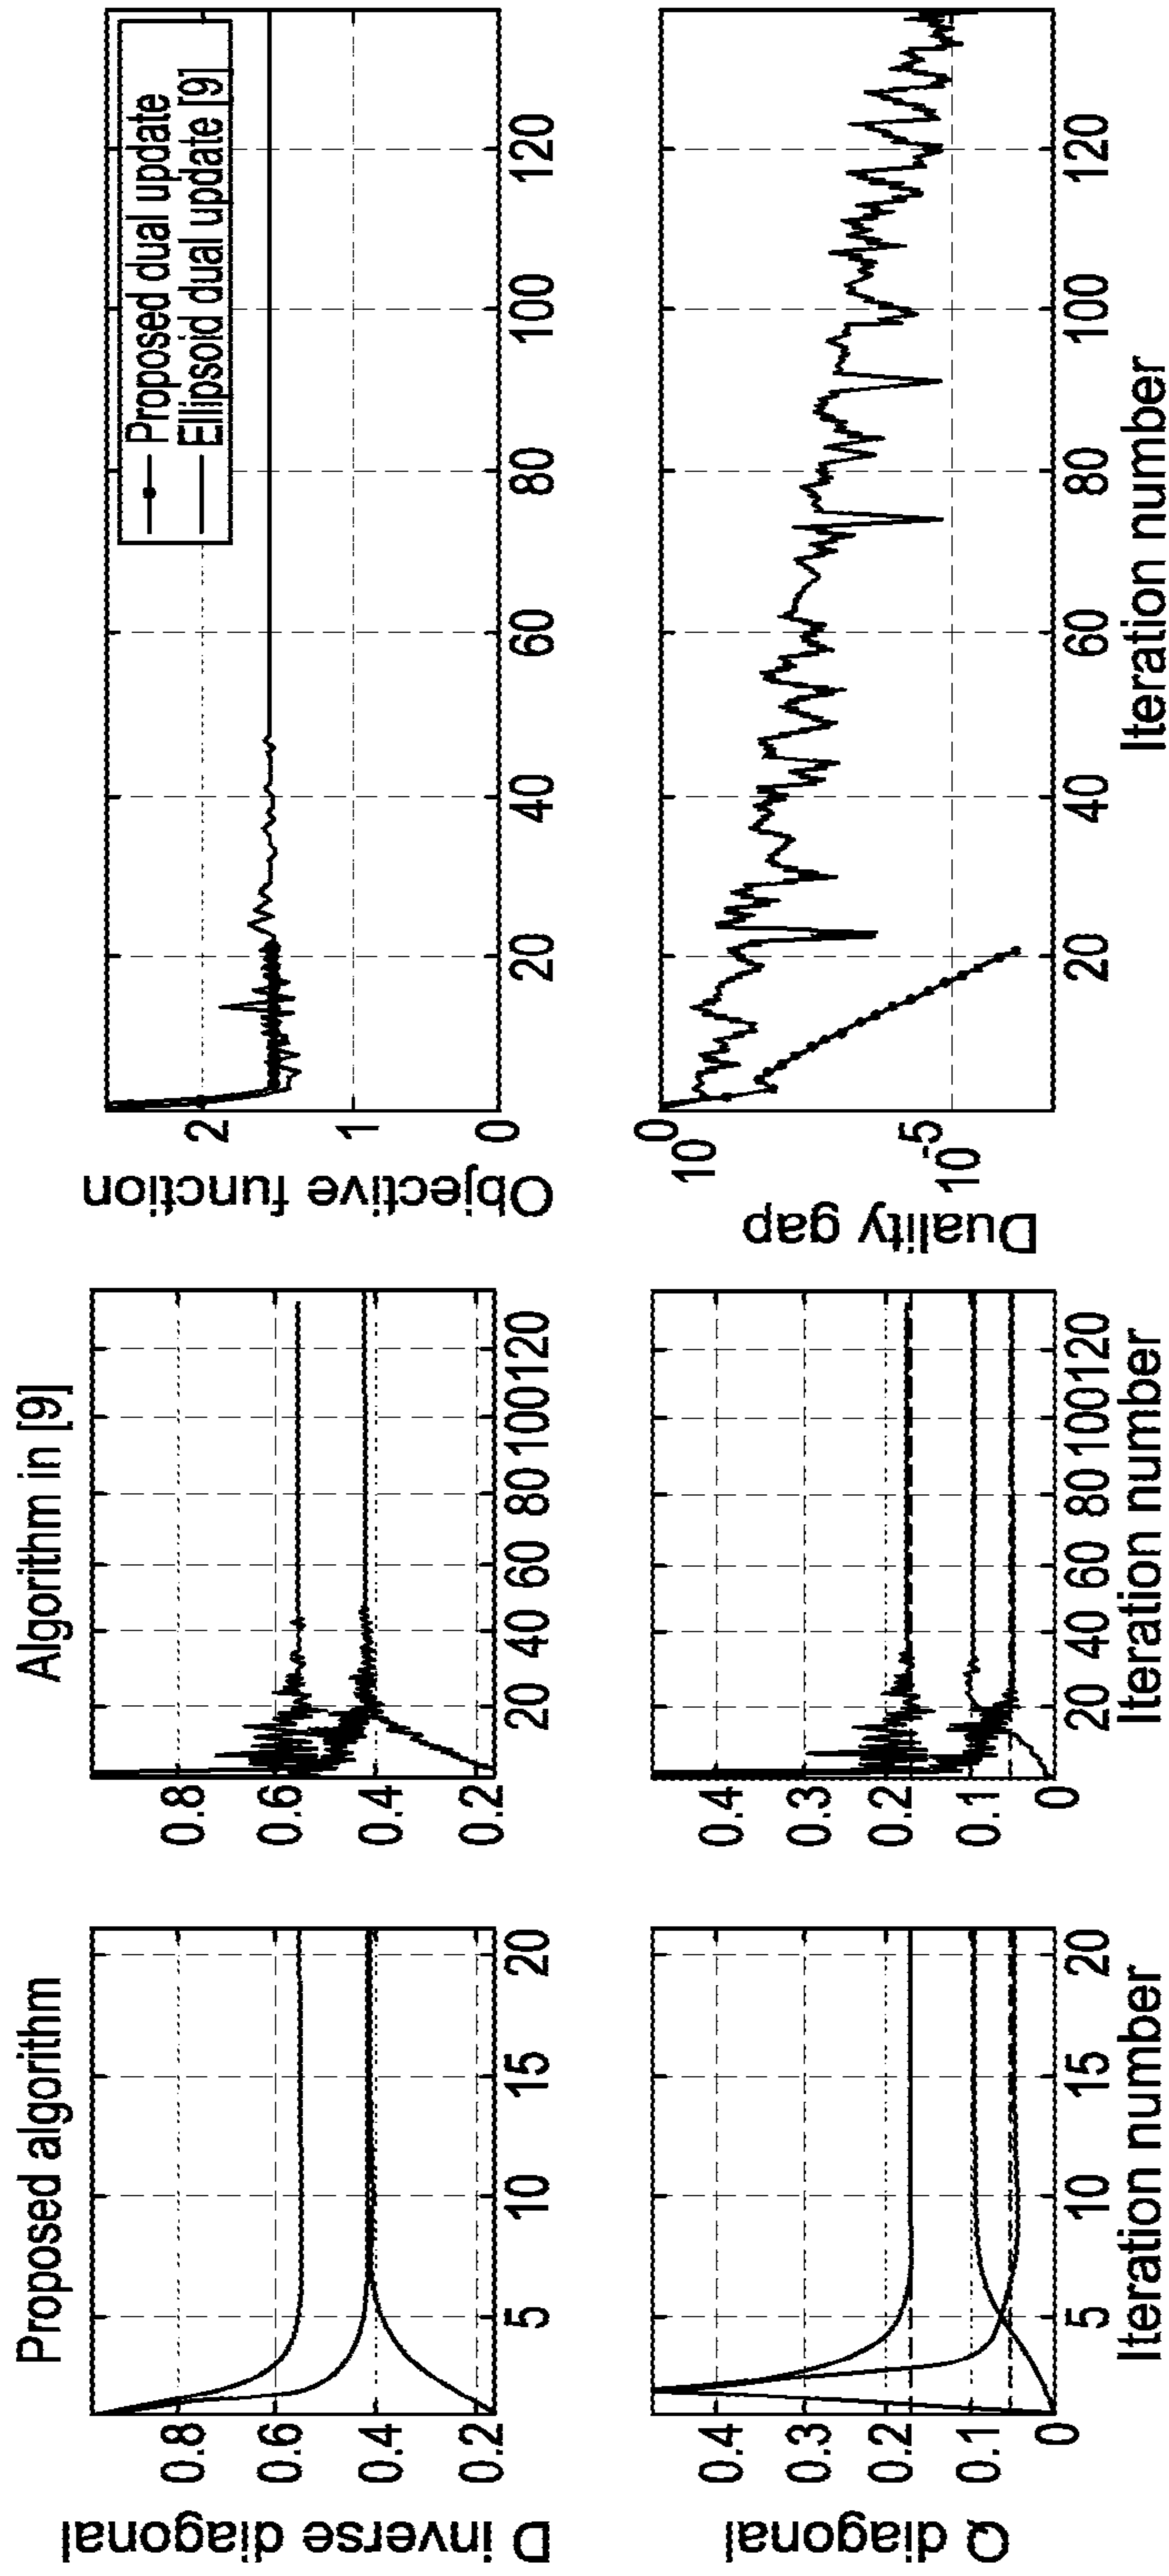 Proposed algorithm
D inverse diagonal
0.8
0.6
0.4
0.2
5 10 15 20
Algorithm in [9]
0.8
0.6
0.4
0.2
20 40 60 80 100120
Objective function
2
1
0
20 40 60 80 100 120
Proposed dual update
Ellipsoid dual update [9]
Q diagonal
0.4
0.3
0.2
0.1
0
5 10 15 20
Iteration number
0.4
0.3
0.2
0.1
0
20 40 60 80 100120
Iteration number
Duality gap
10 0
10 -5
20 40 60 80 100 120
Iteration number